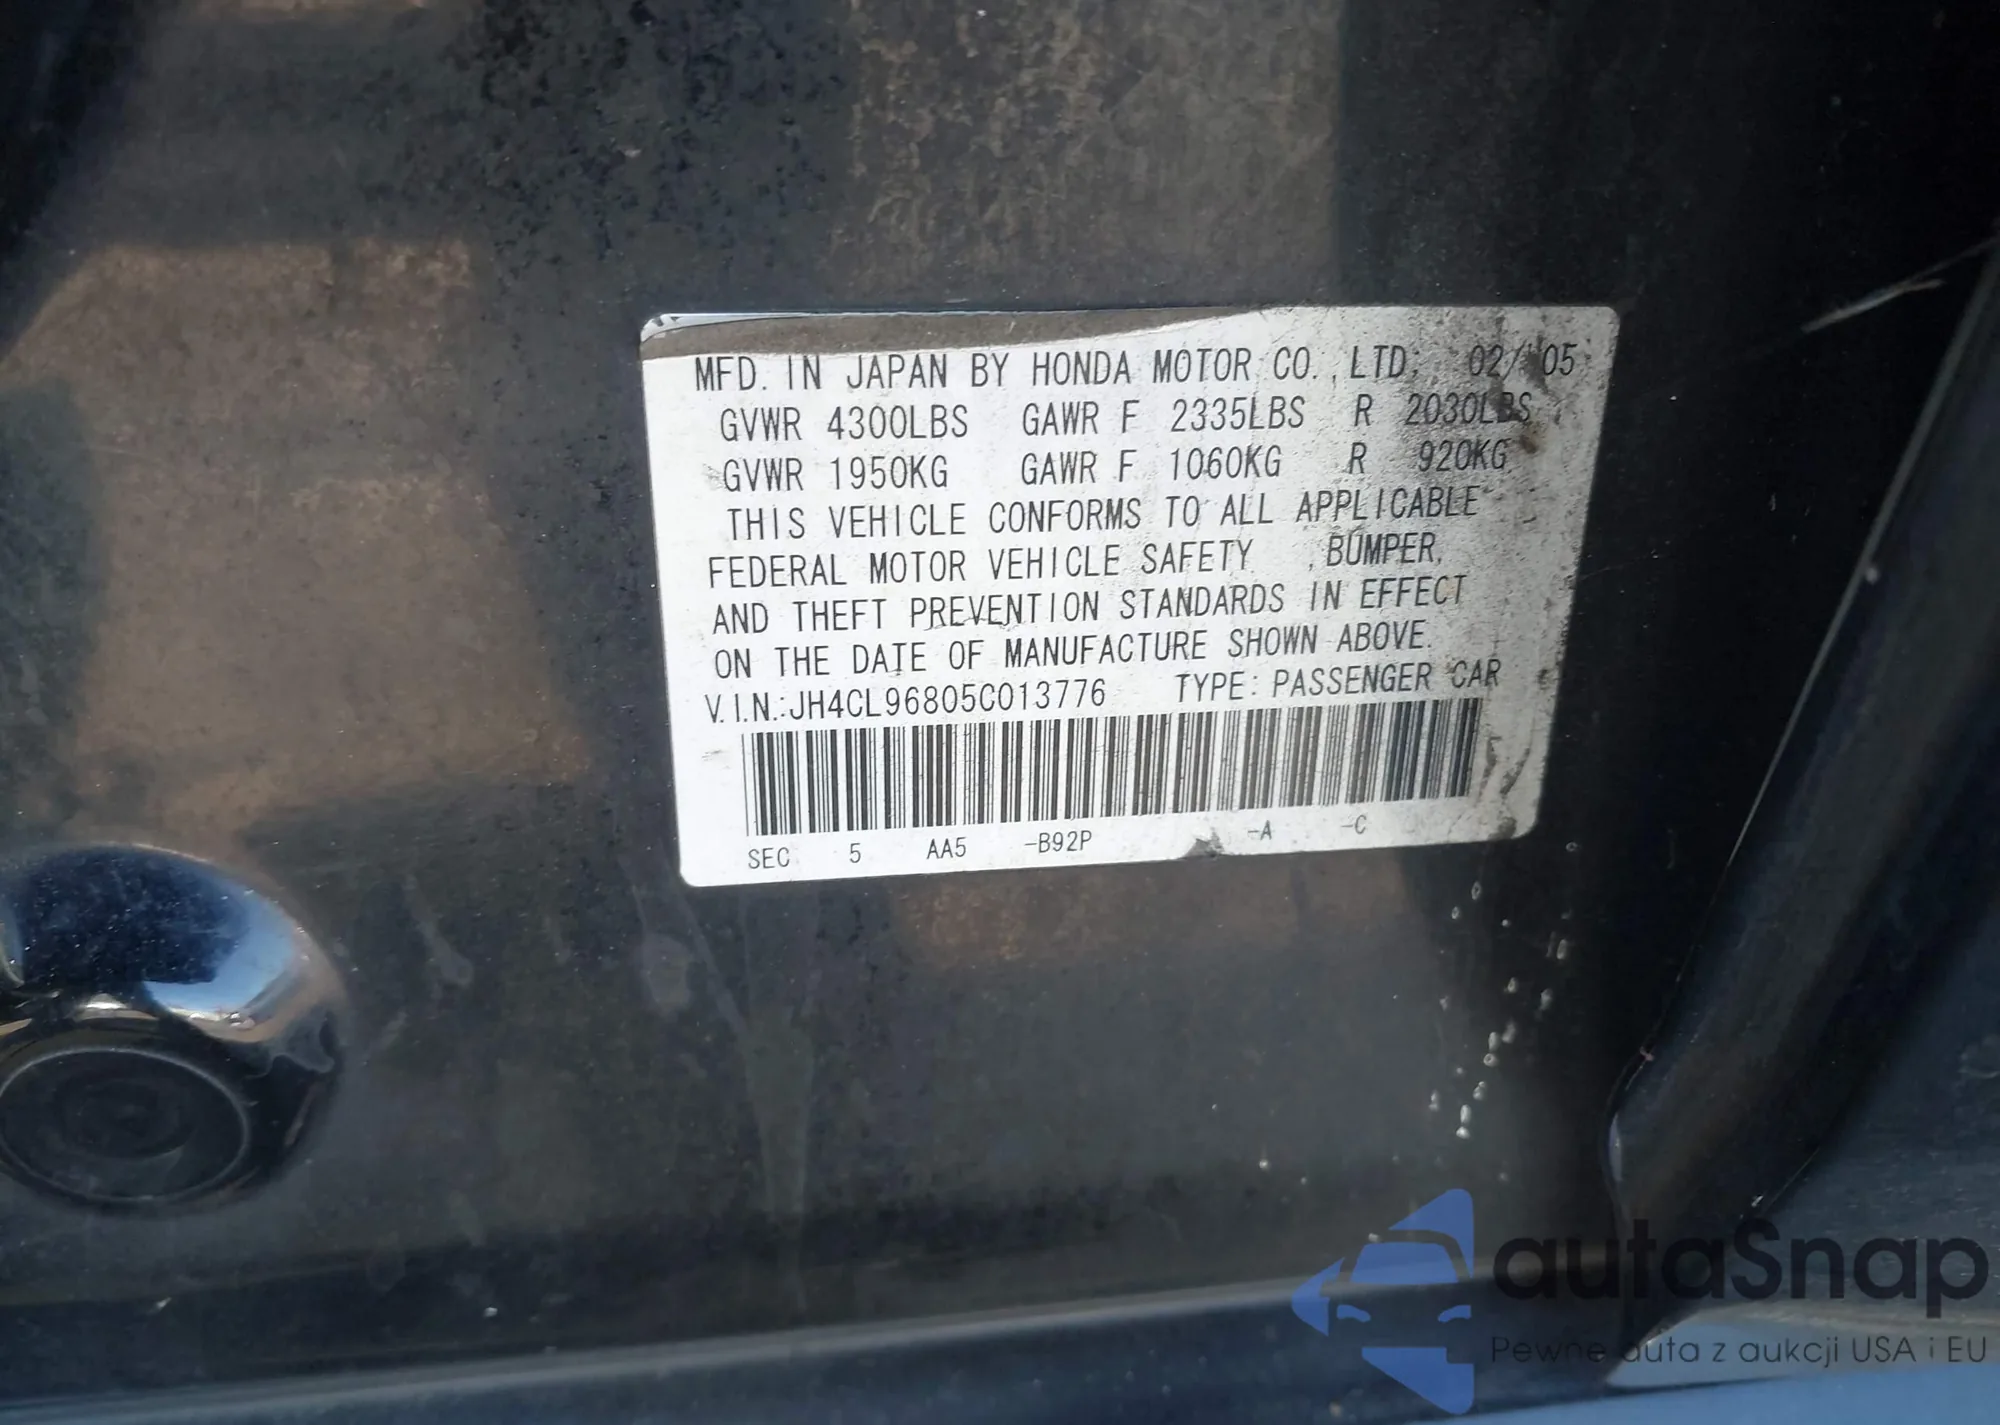 MFD. IN JAPAN BY HONDA MOTOR CO., LTD. 02/ 05
GVWR 4300LBS GAWR F 2335LBS R 2030LBS
GVWR 1950KG GAWR F 1060KG R 920KG
THIS VEHICLE CONFORMS TO ALL APPLICABLE
FEDERAL MOTOR VEHICLE SAFETY , BUMPER,
AND THEFT PREVENTION STANDARDS IN EFFECT
ON THE DATE OF MANUFACTURE SHOWN ABOVE.
V.I.N.:JH4CL96805C013776 TYPE: PASSENGER CAR
SEC 5 AA5 -B92P -A -C
autaSnap
Pewne auta z aukcji USA i EU